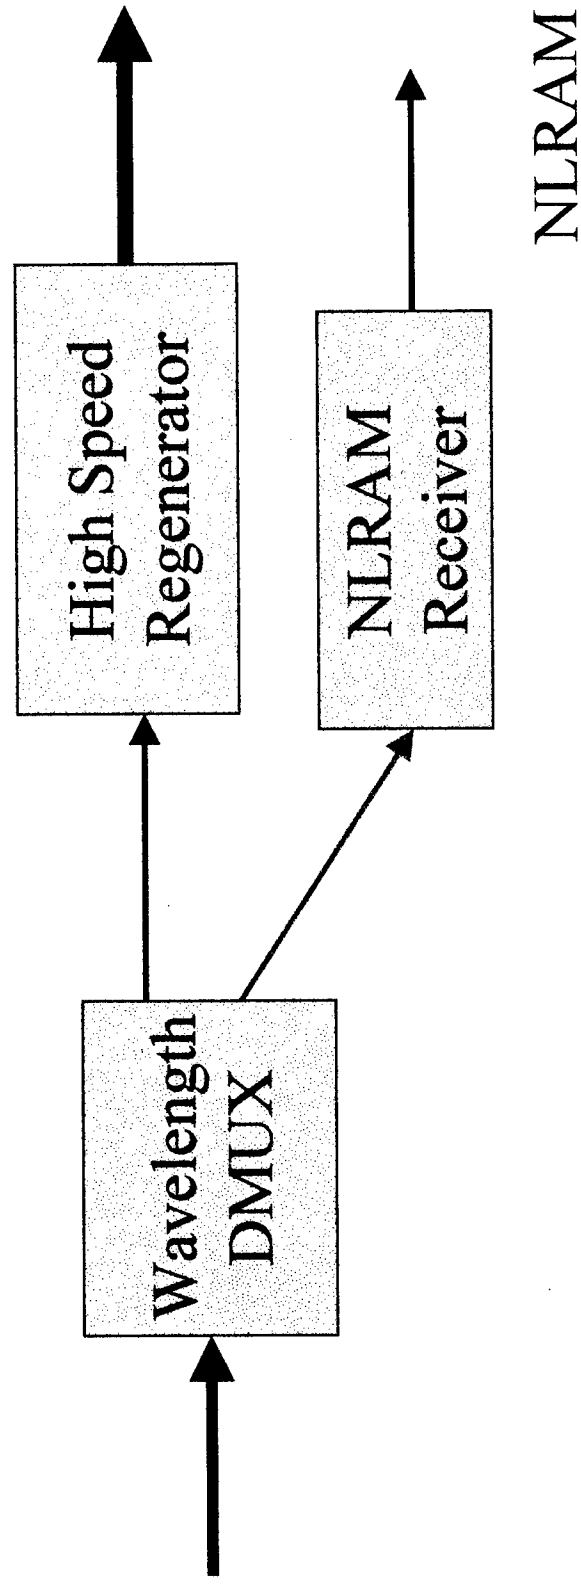 Wavelength
DMUX
High Speed
Regenerator
NLRAM
Receiver
NLRAM